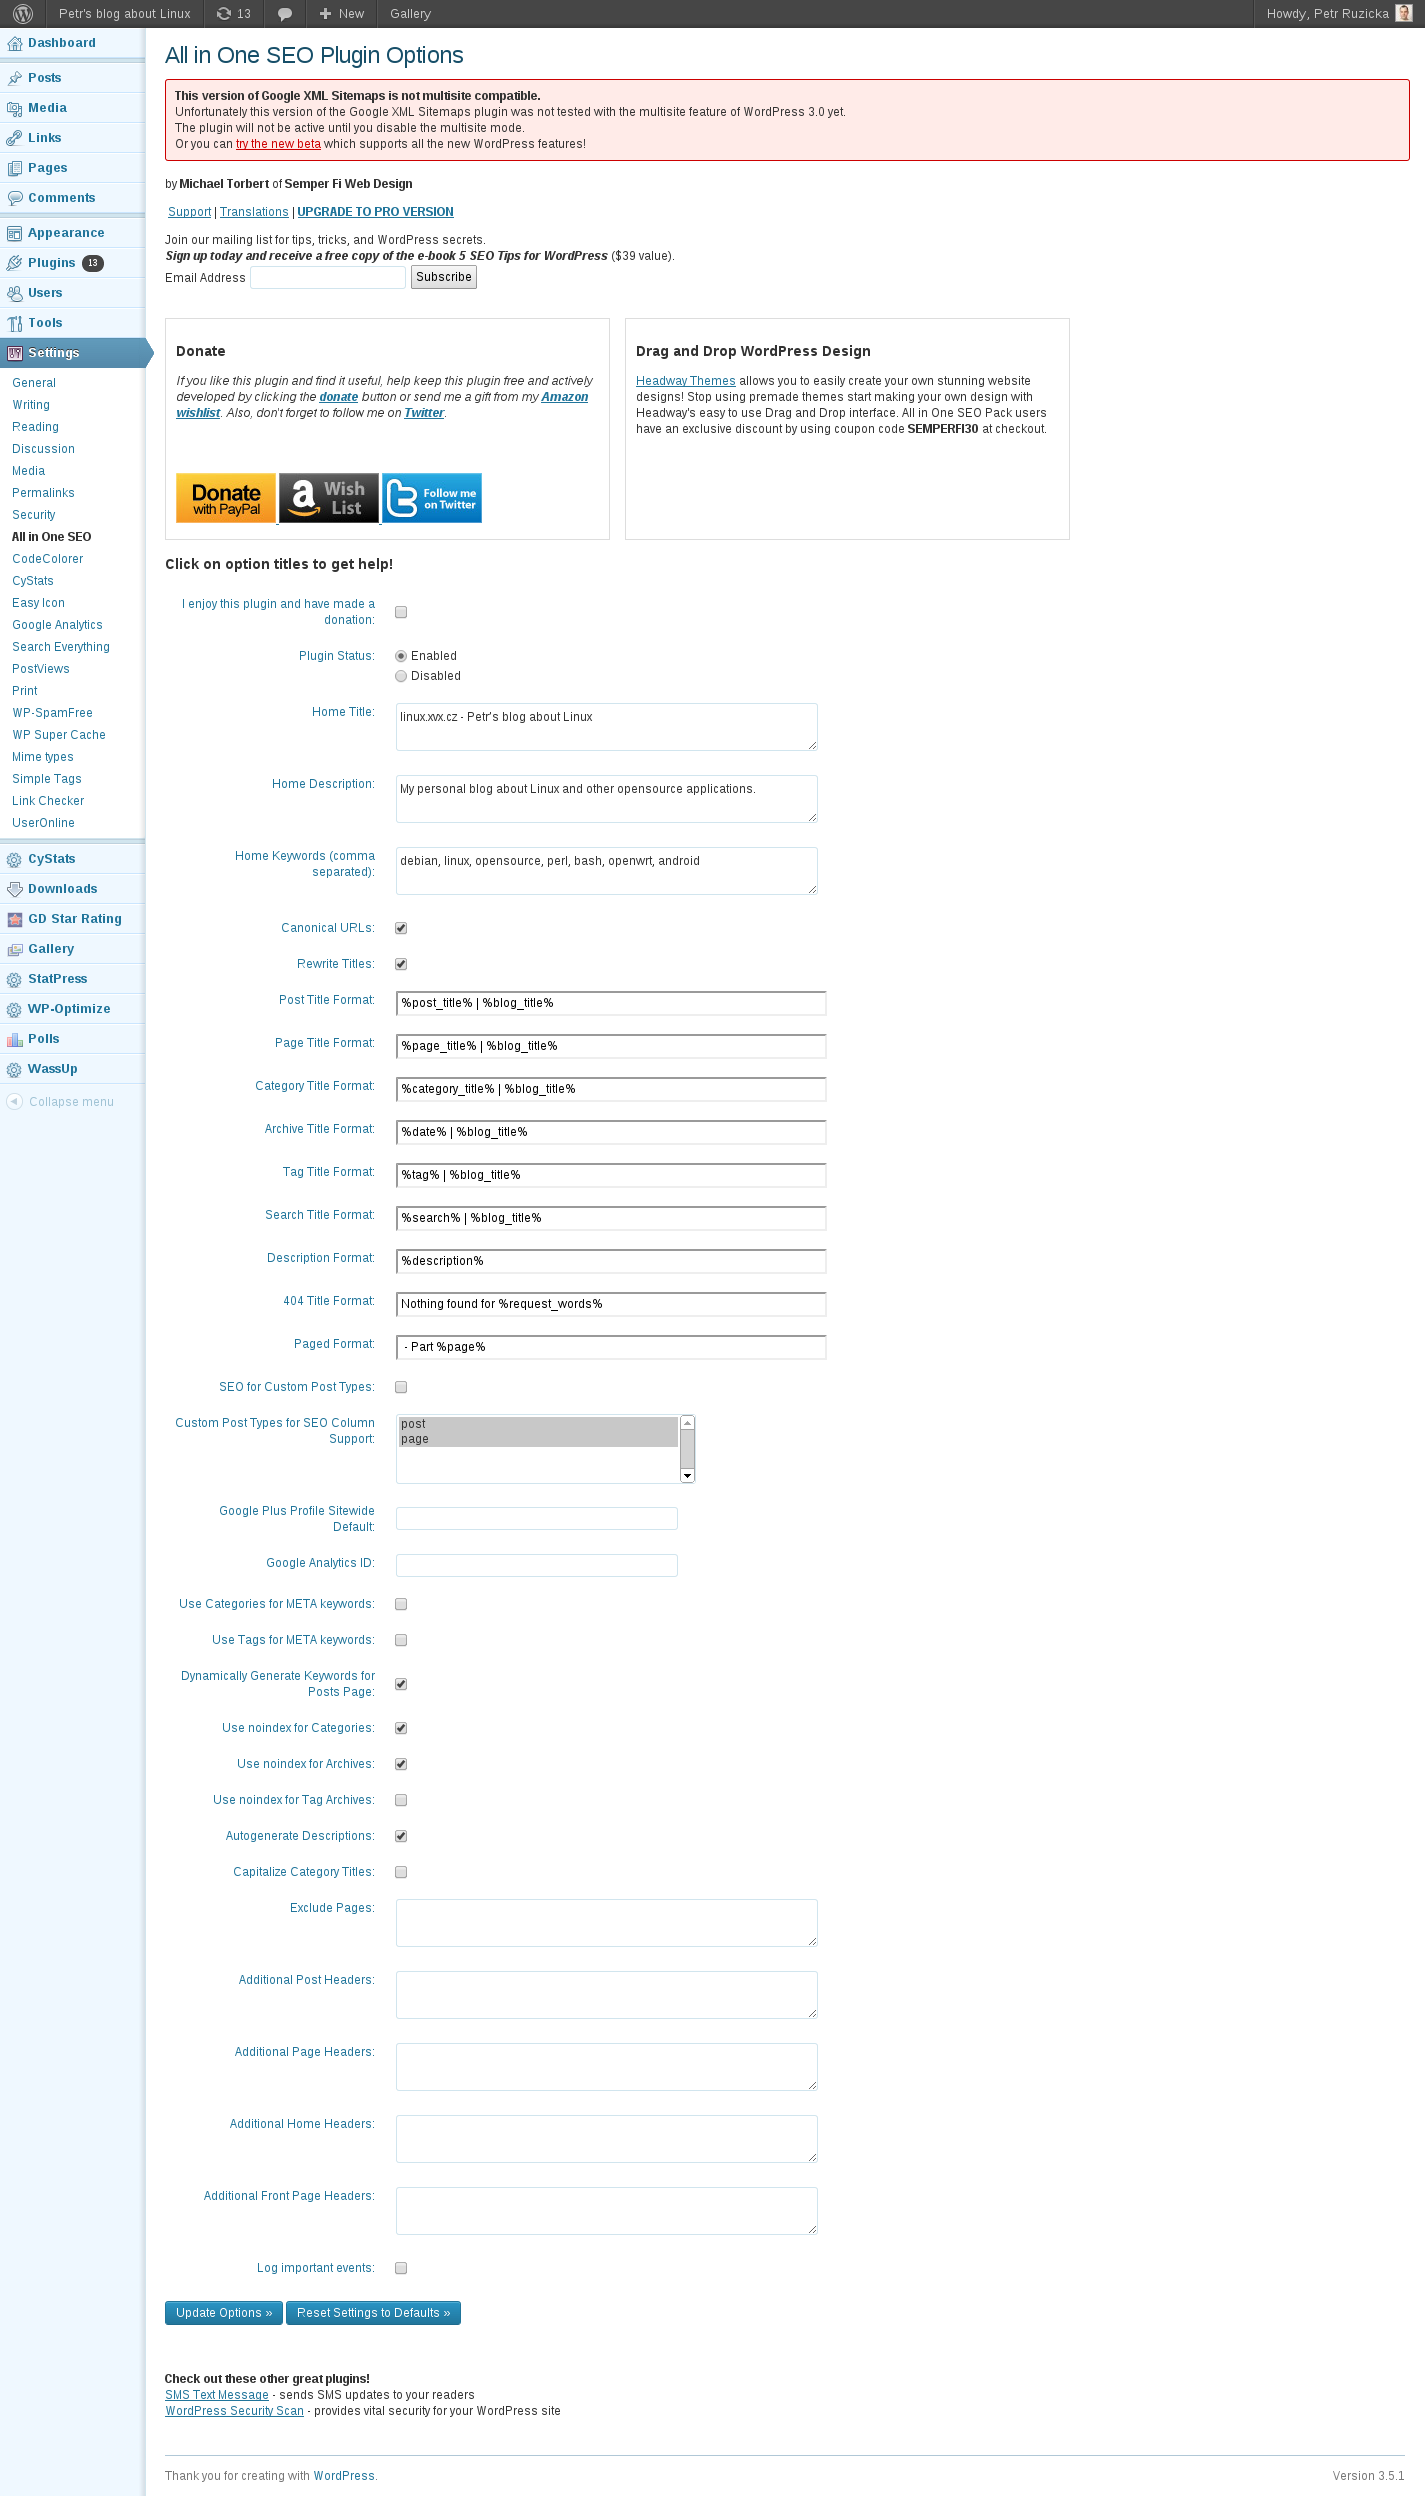 Petr's blog about Linux 13 New Gallery Howdy, Petr Ruzicka
Dashboard
Posts
Media
Links
Pages
Comments
Appearance
Plugins 13
Users
Tools
Settings
General
Writing
Reading
Discussion
Media
Permalinks
Security
All in One SEO
CodeColorer
CyStats
Easy Icon
Google Analytics
Search Everything
PostViews
Print
WP-SpamFree
WP Super Cache
Mime types
Simple Tags
Link Checker
UserOnline
CyStats
Downloads
GD Star Rating
Gallery
StatPress
WP-Optimize
Polls
WassUp
Collapse menu
All in One SEO Plugin Options
This version of Google XML Sitemaps is not multisite compatible.
Unfortunately this version of the Google XML Sitemaps plugin was not tested with the multisite feature of WordPress 3.0 yet.
The plugin will not be active until you disable the multisite mode.
Or you can try the new beta which supports all the new WordPress features!
by Michael Torbert of Semper Fi Web Design
Support | Translations | UPGRADE TO PRO VERSION
Join our mailing list for tips, tricks, and WordPress secrets.
Sign up today and receive a free copy of the e-book 5 SEO Tips for WordPress ($39 value).
Email Address Subscribe
Donate
If you like this plugin and find it useful, help keep this plugin free and actively
developed by clicking the donate button or send me a gift from my Amazon
wishlist. Also, don't forget to follow me on Twitter.
Donate with PayPal
a Wish List
Follow me on Twitter
Drag and Drop WordPress Design
Headway Themes allows you to easily create your own stunning website
designs! Stop using premade themes start making your own design with
Headway's easy to use Drag and Drop interface. All in One SEO Pack users
have an exclusive discount by using coupon code SEMPERFI30 at checkout.
Click on option titles to get help!
I enjoy this plugin and have made a
donation:
Plugin Status: Enabled
Disabled
Home Title: linux.xvx.cz - Petr's blog about Linux
Home Description: My personal blog about Linux and other opensource applications.
Home Keywords (comma
separated): debian, linux, opensource, perl, bash, openwrt, android
Canonical URLs:
Rewrite Titles:
Post Title Format: %post_title% | %blog_title%
Page Title Format: %page_title% | %blog_title%
Category Title Format: %category_title% | %blog_title%
Archive Title Format: %date% | %blog_title%
Tag Title Format: %tag% | %blog_title%
Search Title Format: %search% | %blog_title%
Description Format: %description%
404 Title Format: Nothing found for %request_words%
Paged Format: - Part %page%
SEO for Custom Post Types:
Custom Post Types for SEO Column
Support:
post
page
Google Plus Profile Sitewide
Default:
Google Analytics ID:
Use Categories for META keywords:
Use Tags for META keywords:
Dynamically Generate Keywords for
Posts Page:
Use noindex for Categories:
Use noindex for Archives:
Use noindex for Tag Archives:
Autogenerate Descriptions:
Capitalize Category Titles:
Exclude Pages:
Additional Post Headers:
Additional Page Headers:
Additional Home Headers:
Additional Front Page Headers:
Log important events:
Update Options » Reset Settings to Defaults »
Check out these other great plugins!
SMS Text Message - sends SMS updates to your readers
WordPress Security Scan - provides vital security for your WordPress site
Thank you for creating with WordPress. Version 3.5.1